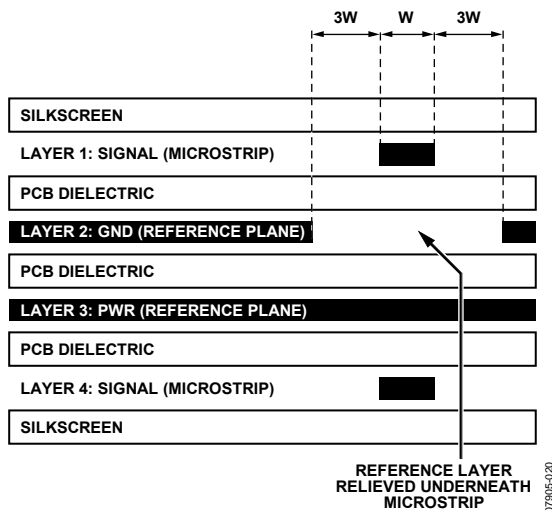 3W W 3W
SILKSCREEN
LAYER 1: SIGNAL (MICROSTRIP)
PCB DIELECTRIC
LAYER 2: GND (REFERENCE PLANE)
PCB DIELECTRIC
LAYER 3: PWR (REFERENCE PLANE)
PCB DIELECTRIC
LAYER 4: SIGNAL (MICROSTRIP)
SILKSCREEN
REFERENCE LAYER
RELIEVED UNDERNEATH
MICROSTRIP
07905-020